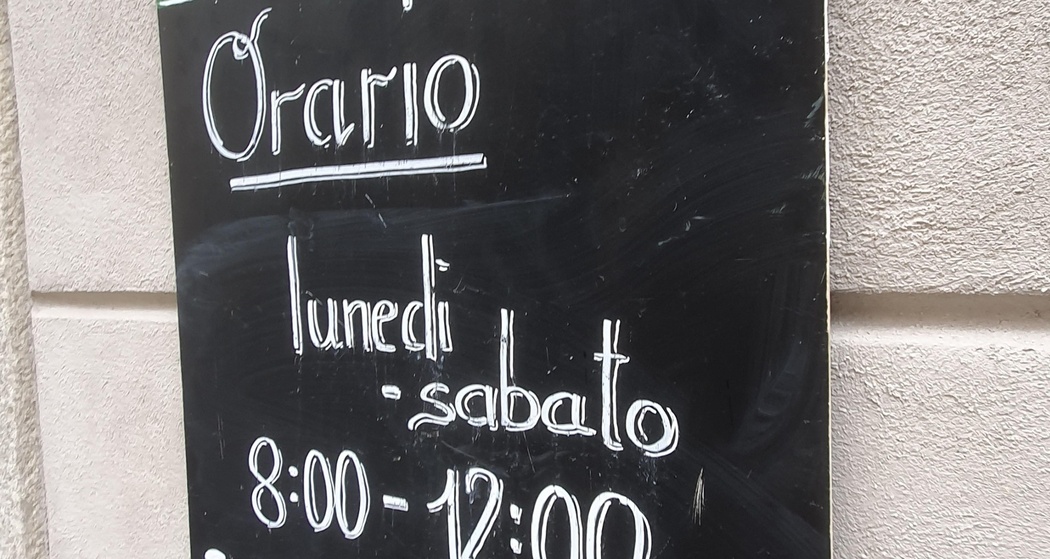 Orario
lunedì
- sabato
8:00 - 12:00